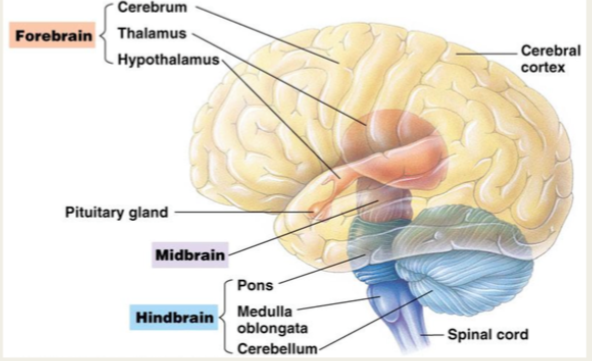 Cerebrum
Forebrain
Thalamus
Hypothalamus
Cerebral
cortex
Pituitary gland
Midbrain
Pons
Hindbrain
Medulla
oblongata
Cerebellum
Spinal cord